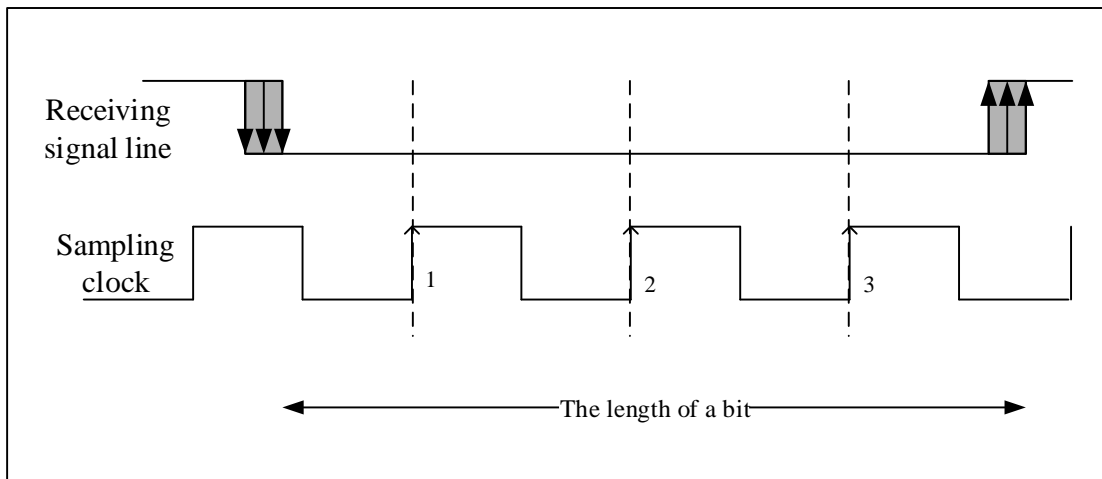 Receiving
signal line
Sampling
clock
1
2
3
The length of a bit